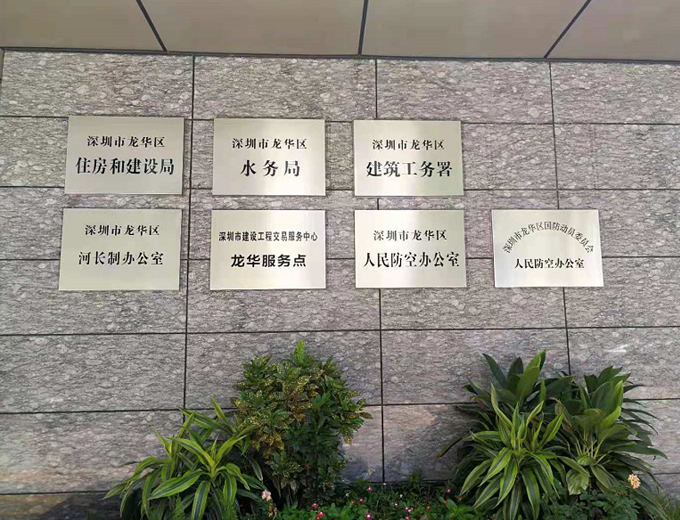 深圳市龙华区
住房和建设局
深圳市龙华区
水务局
深圳市龙华区
建筑工务署
深圳市龙华区
河长制办公室
深圳市建设工程交易服务中心
龙华服务点
深圳市龙华区
人民防空办公室
深圳市龙华区国防动员委员会
人民防空办公室